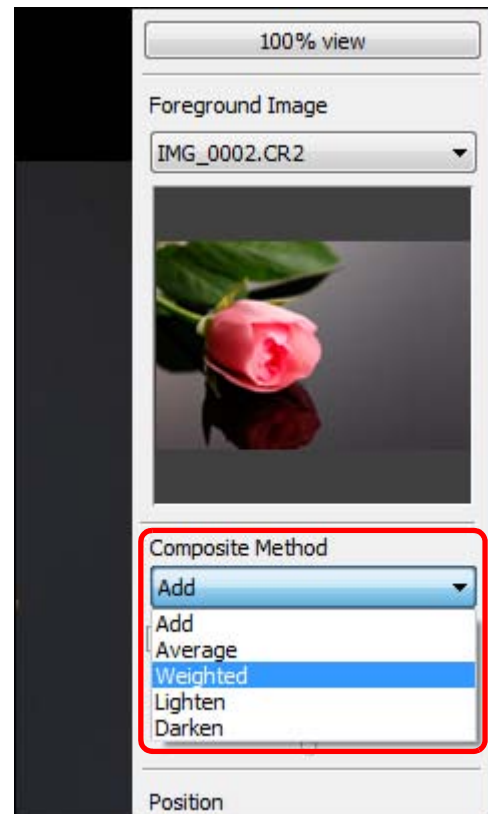 100% view
Foreground Image
IMG_0002.CR2
Composite Method
Add
Add
Average
Weighted
Lighten
Darken
Position